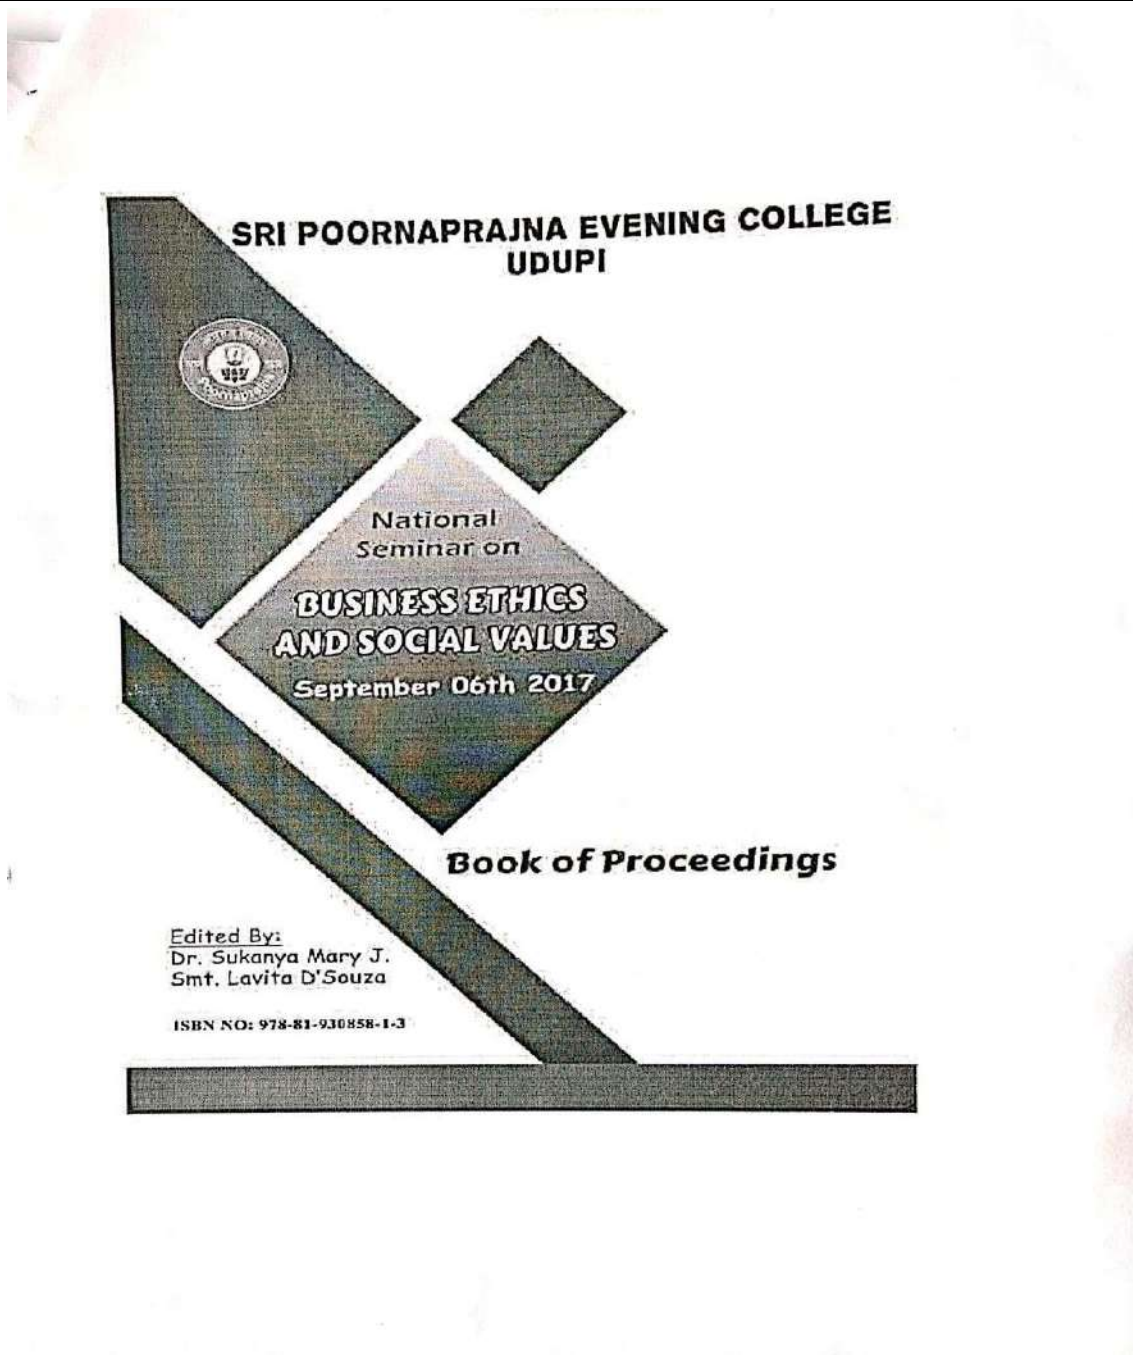 SRI POORNAPRAJNA EVENING COLLEGE
UDUPI
National
Seminar on
BUSINESS ETHICS
AND SOCIAL VALUES
September 06th 2017
Book of Proceedings
Edited By:
Dr. Sukanya Mary J.
Smt. Lavita D'Souza
ISBN NO: 978-81-930858-1-3